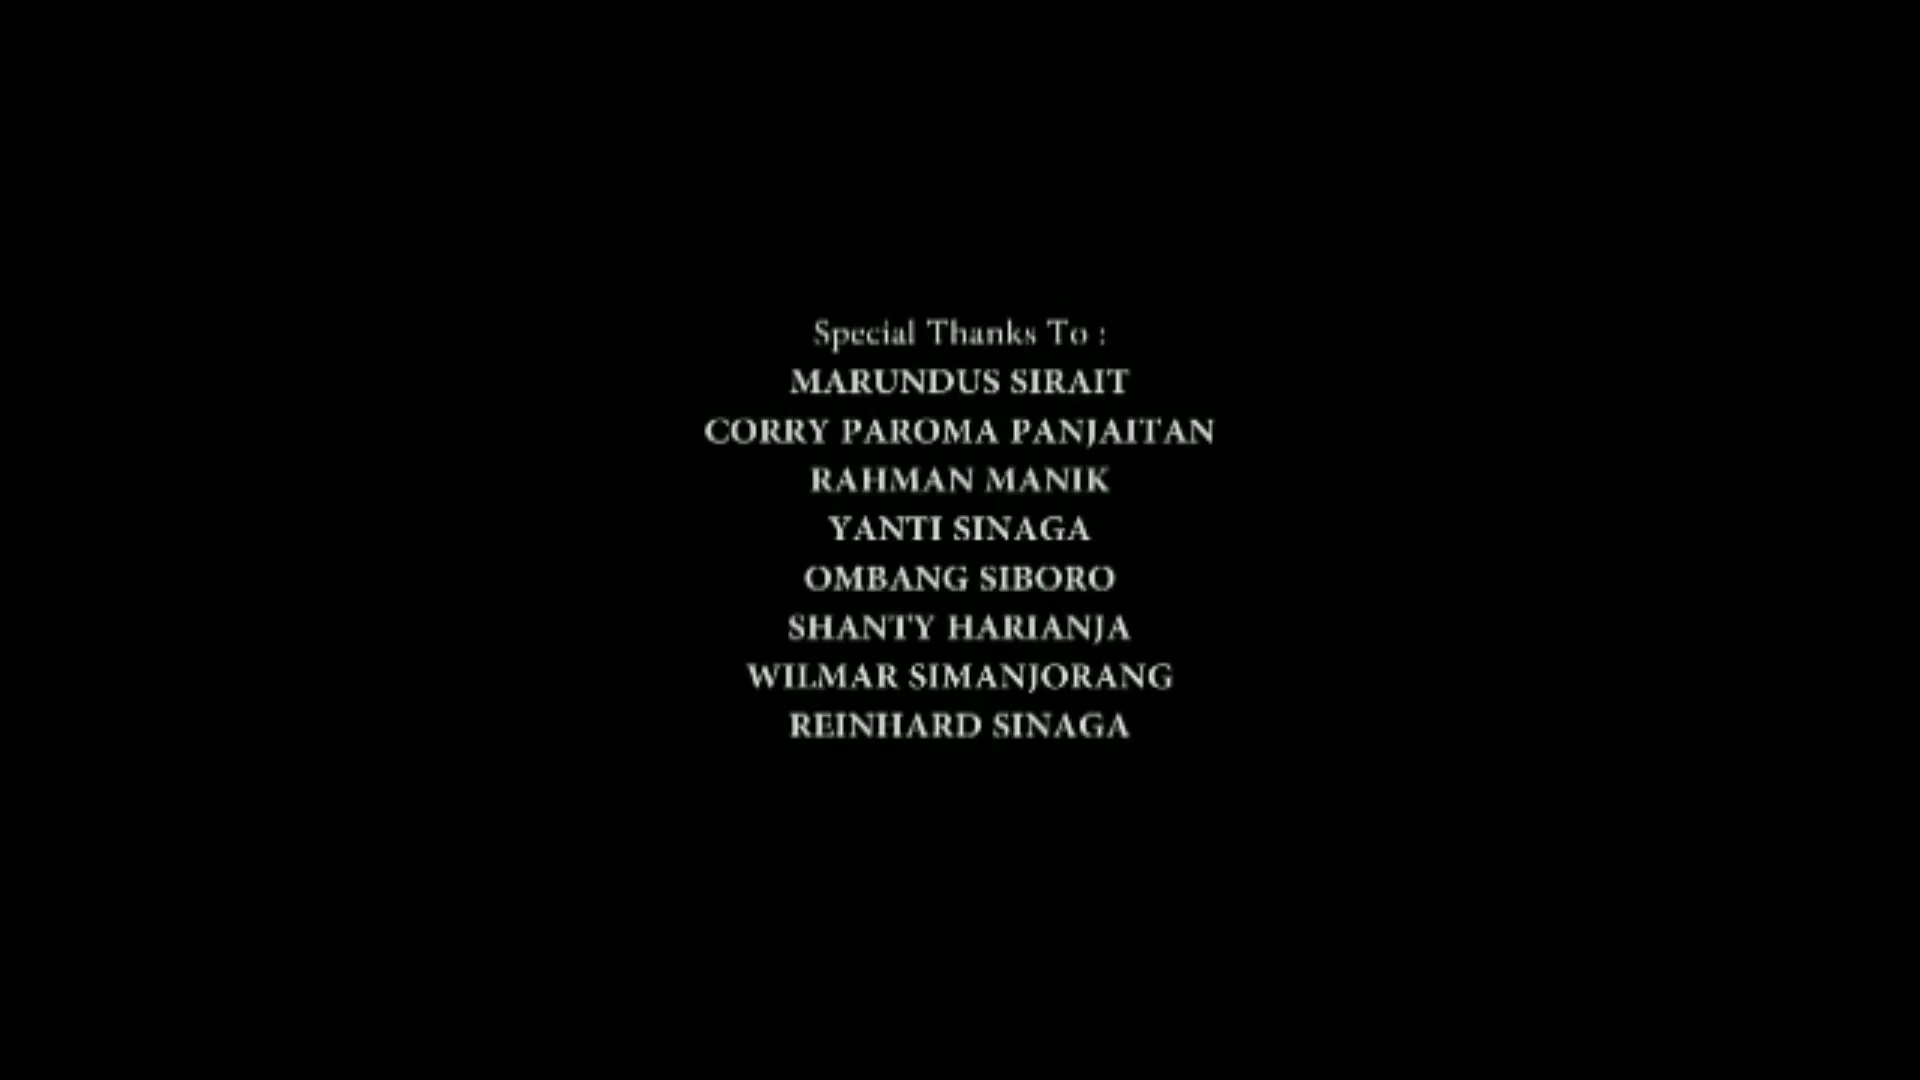 Special Thanks To :
MARUNDUS SIRAIT
CORRY PAROMA PANJAITAN
RAHMAN MANIK
YANTI SINAGA
OMBANG SIBORO
SHANTY HARIANJA
WILMAR SIMANJORANG
REINHARD SINAGA